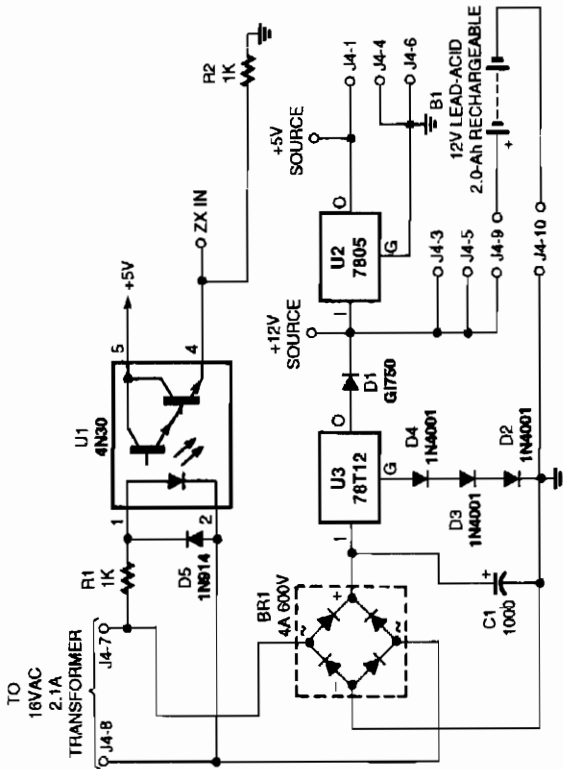 TO
16VAC
2.1A
TRANSFORMER
J4-8
J4-7
R1
1K
D5
1N914
1
2
U1
4N30
5
4
+5V
ZX IN
R2
1K
BR1
4A 600V
~
+
−
~
C1
1000
+
1
U3
78T12
O
G
D4
1N4001
D3
1N4001
D2
1N4001
D1
GI750
+12V
SOURCE
1
U2
7805
O
G
+5V
SOURCE
J4-1
J4-4
J4-6
J4-3
J4-5
J4-9
J4-10
B1
12V LEAD-ACID
2.0-Ah RECHARGEABLE
+